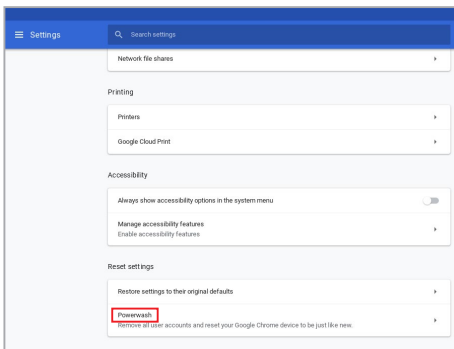 Settings
Search settings
Network file shares
Printing
Printers
Google Cloud Print
Accessibility
Always show accessibility options in the system menu
Manage accessibility features
Enable accessibility features
Reset settings
Restore settings to their original defaults
Powerwash
Remove all user accounts and reset your Google Chrome device to be just like new.